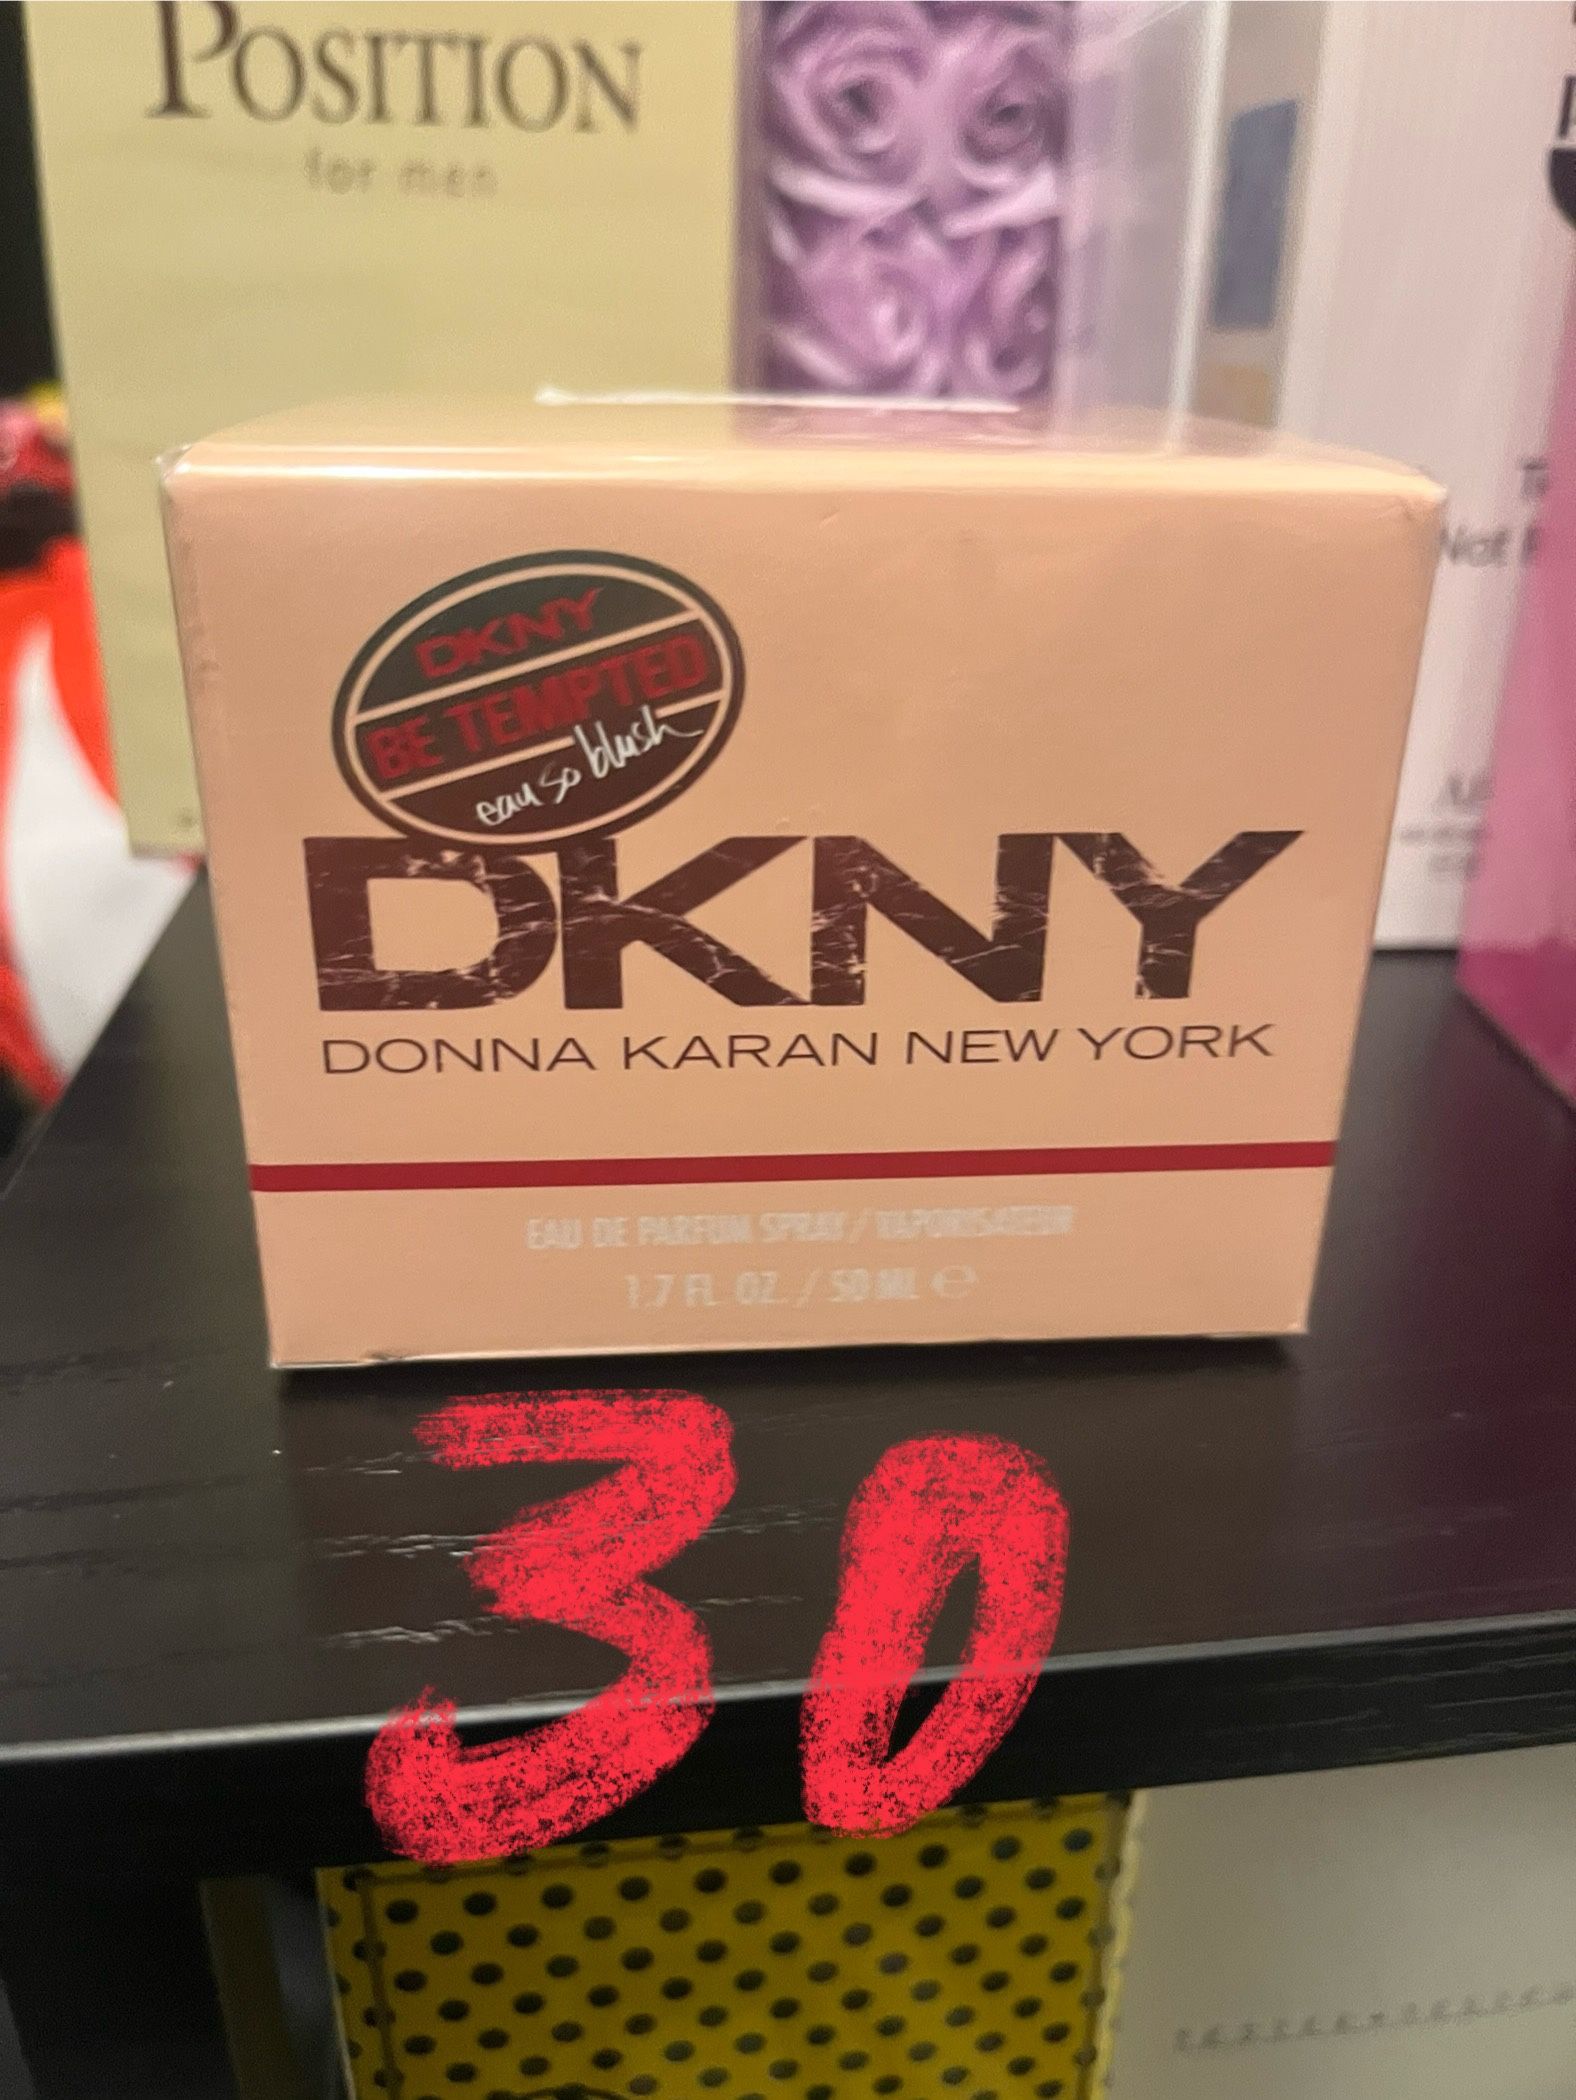 POSITION
for men
Not
DKNY
BE TEMPTED
eau so blush
DKNY
DONNA KARAN NEW YORK
EAU DE PARFUM SPRAY / VAPORISATEUR
1.7 FL. OZ. / 50 ML ℮
30